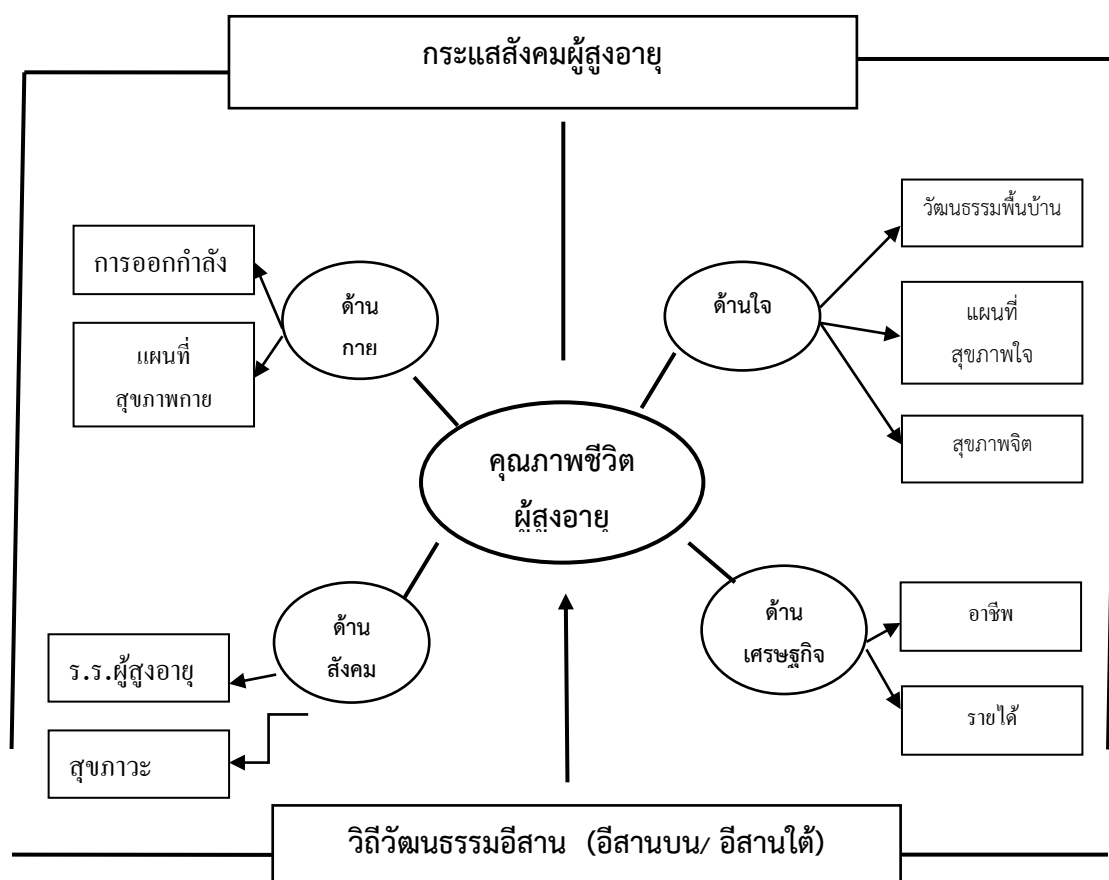 กระแสสังคมผู้สูงอายุ
วัฒนธรรมพื้นบ้าน
การออกกำลัง
ด้าน
กาย
ด้านใจ
แผนที่
สุขภาพใจ
แผนที่
สุขภาพกาย
สุขภาพจิต
คุณภาพชีวิต
ผู้สูงอายุ
ด้าน
สังคม
ด้าน
เศรษฐกิจ
อาชีพ
ร.ร.ผู้สูงอายุ
รายได้
สุขภาวะ
วิถีวัฒนธรรมอีสาน (อีสานบน/ อีสานใต้)